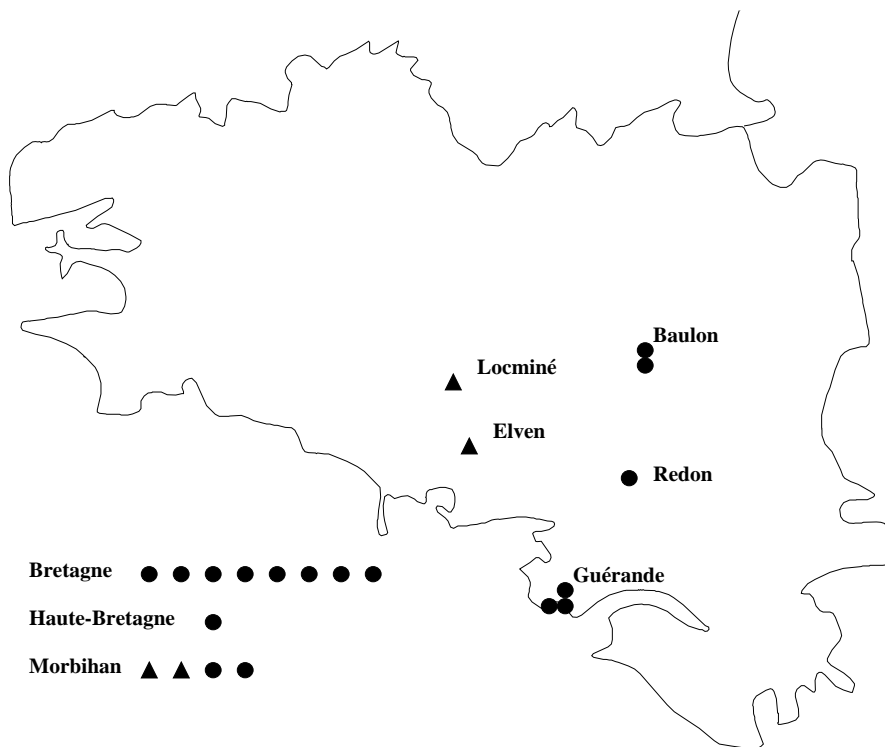 Baulon
Locminé
Elven
Redon
Bretagne
Guérande
Haute-Bretagne
Morbihan